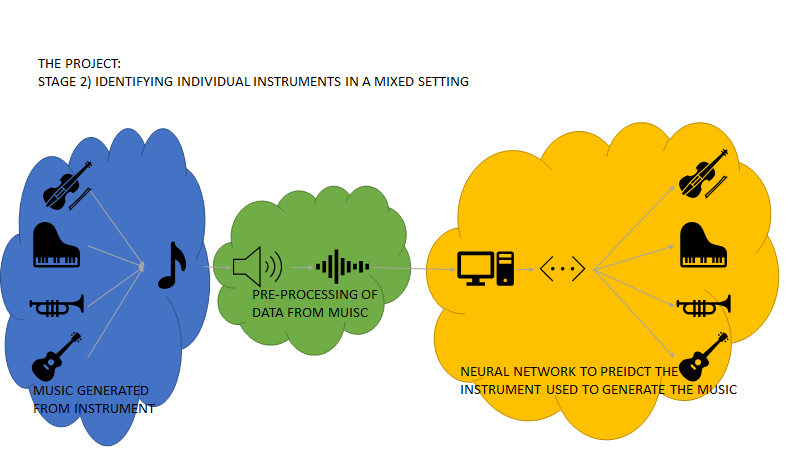 THE PROJECT:
STAGE 2) IDENTIFYING INDIVIDUAL INSTRUMENTS IN A MIXED SETTING
MUSIC GENERATED
FROM INSTRUMENT
PRE-PROCESSING OF
DATA FROM MUISC
NEURAL NETWORK TO PREIDCT THE
INSTRUMENT USED TO GENERATE THE MUSIC